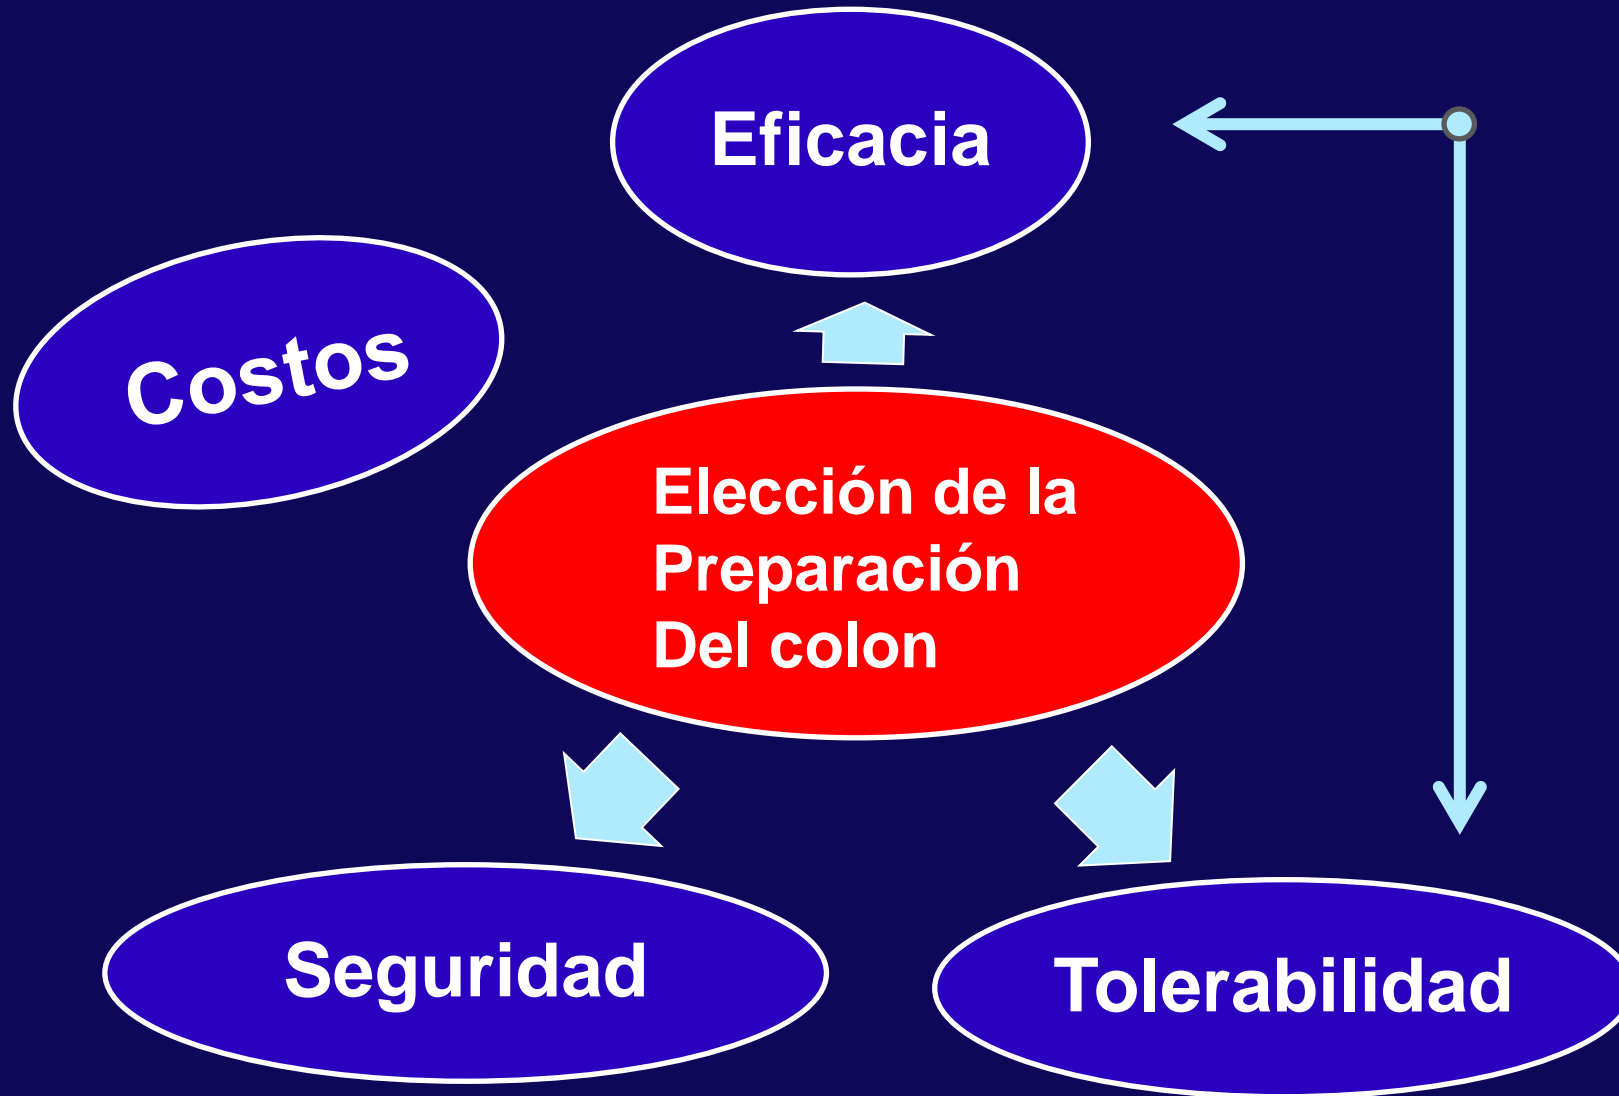 Eficacia
Costos
Elección de la
Preparación
Del colon
Seguridad
Tolerabilidad